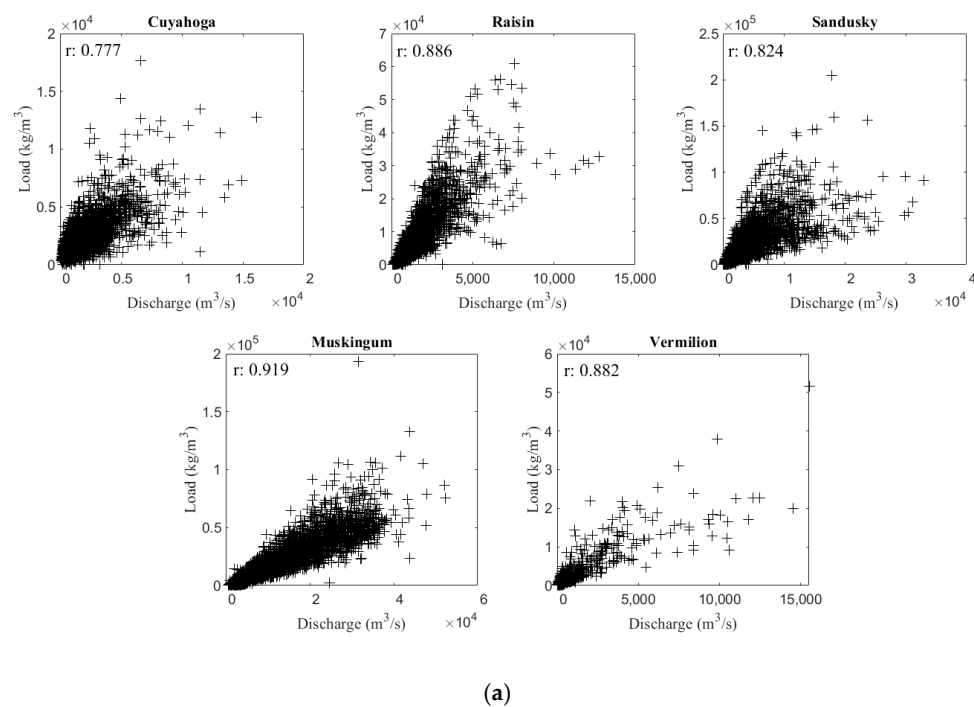 Cuyahoga
×10⁴
r: 0.777
2
1.5
1
0.5
0
Load (kg/m³)
0 0.5 1 1.5 2
Discharge (m³/s) ×10⁴
Raisin
×10⁴
r: 0.886
7
6
5
4
3
2
1
0
Load (kg/m³)
0 5,000 10,000 15,000
Discharge (m³/s)
Sandusky
×10⁵
r: 0.824
2.5
2
1.5
1
0.5
0
Load (kg/m³)
0 1 2 3 4
Discharge (m³/s) ×10⁴
Muskingum
×10⁵
r: 0.919
2
1.5
1
0.5
0
Load (kg/m³)
0 2 4 6
Discharge (m³/s) ×10⁴
Vermilion
×10⁴
r: 0.882
6
5
4
3
2
1
0
Load (kg/m³)
0 5,000 10,000 15,000
Discharge (m³/s)
(a)